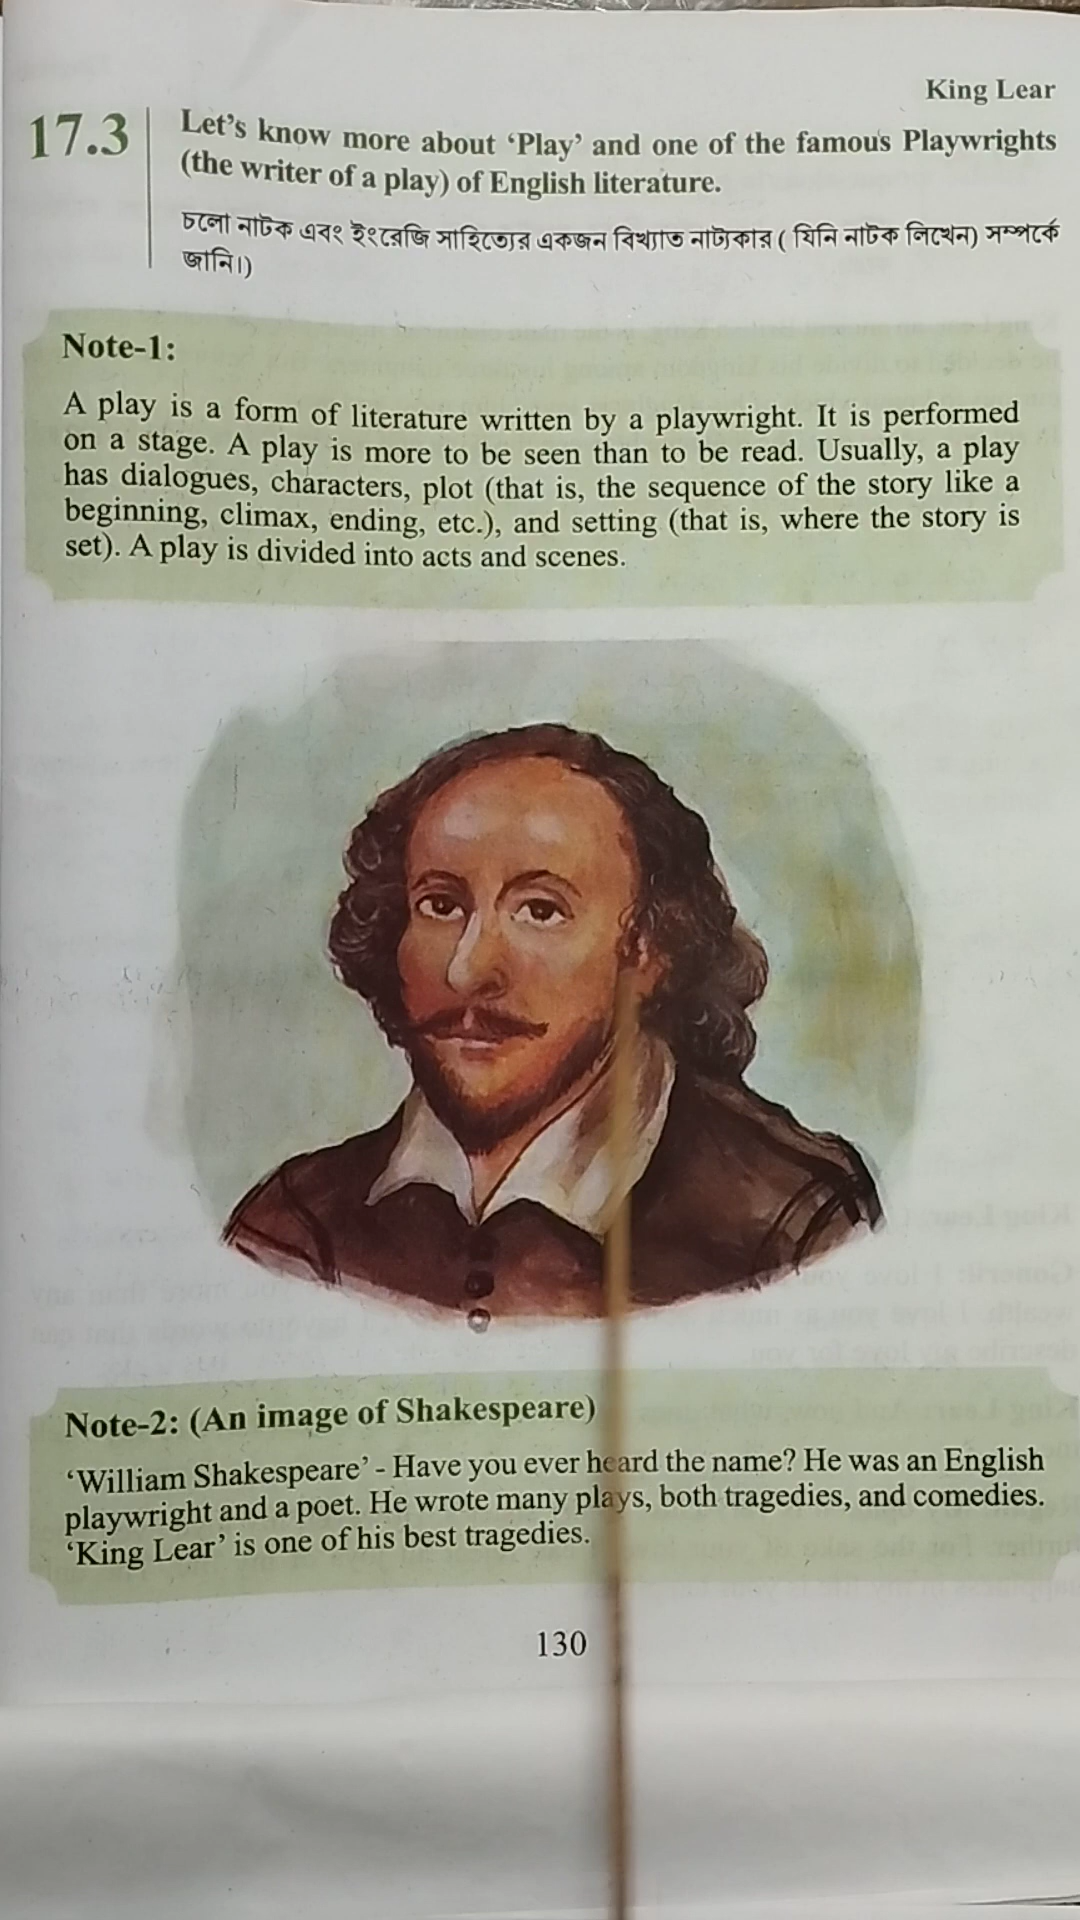 King Lear
17.3
Let's know more about 'Play' and one of the famous Playwrights
(the writer of a play) of English literature.
চলো নাটক এবং ইংরেজি সাহিত্যের একজন বিখ্যাত নাট্যকার ( যিনি নাটক লিখেন) সম্পর্কে
জানি।)
Note-1:
A play is a form of literature written by a playwright. It is performed
on a stage. A play is more to be seen than to be read. Usually, a play
has dialogues, characters, plot (that is, the sequence of the story like a
beginning, climax, ending, etc.), and setting (that is, where the story is
set). A play is divided into acts and scenes.
Note-2: (An image of Shakespeare)
'William Shakespeare' - Have you ever heard the name? He was an English
playwright and a poet. He wrote many plays, both tragedies, and comedies.
'King Lear' is one of his best tragedies.
130